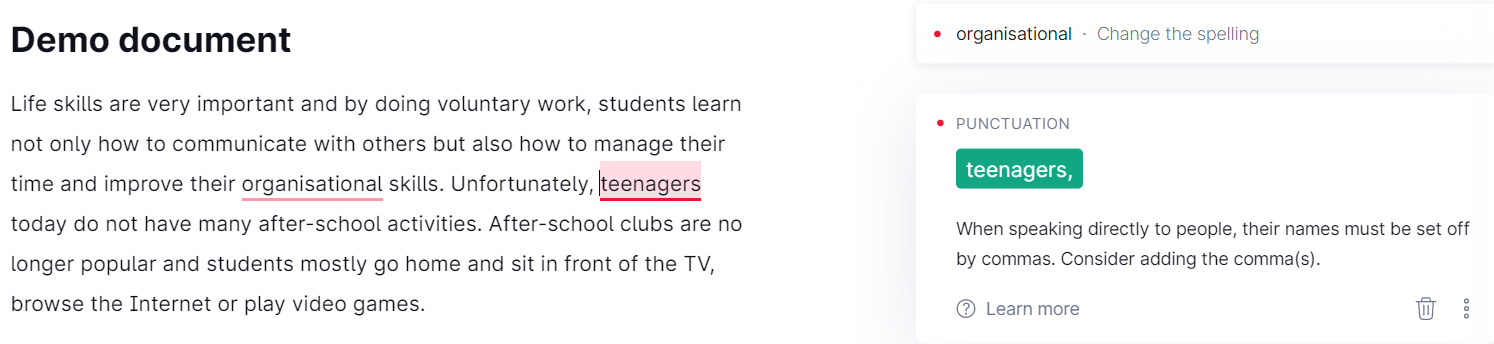 Demo document
Life skills are very important and by doing voluntary work, students learn
not only how to communicate with others but also how to manage their
time and improve their organisational skills. Unfortunately, teenagers
today do not have many after-school activities. After-school clubs are no
longer popular and students mostly go home and sit in front of the TV,
browse the Internet or play video games.
organisational · Change the spelling
PUNCTUATION
teenagers,
When speaking directly to people, their names must be set off
by commas. Consider adding the comma(s).
Learn more